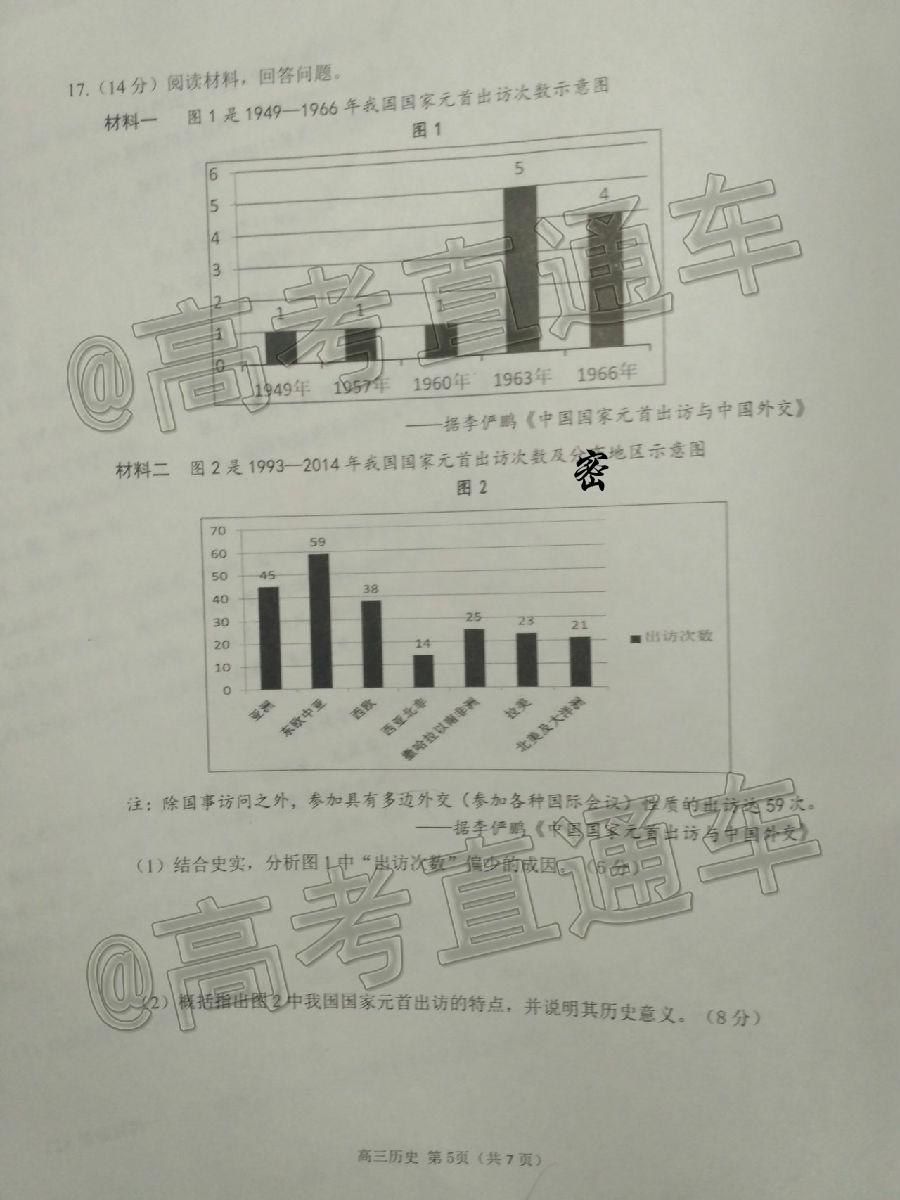 17.（14分）阅读材料，回答问题。
材料一 图1是1949—1966年我国国家元首出访次数示意图
图1
6
5
4
3
2
1
0
1
1
1
5
4
1949年 1957年 1960年 1963年 1966年
——据李俨鹏《中国国家元首出访与中国外交》
材料二 图2是1993—2014年我国国家元首出访次数及分布地区示意图
密
图2
70
60
50
40
30
20
10
0
45
59
38
14
25
23
21
出访次数
亚洲
东欧中亚
西欧
西亚北非
撒哈拉以南非洲
拉美
北美及大洋洲
注：除国事访问之外，参加具有多边外交（参加各种国际会议）性质的出访达59次。
——据李俨鹏《中国国家元首出访与中国外交》
（1）结合史实，分析图1中“出访次数”偏少的成因。（6分）
（2）概括指出图2中我国国家元首出访的特点，并说明其历史意义。（8分）
高三历史 第5页（共7页）
@高考直通车
@高考直通车